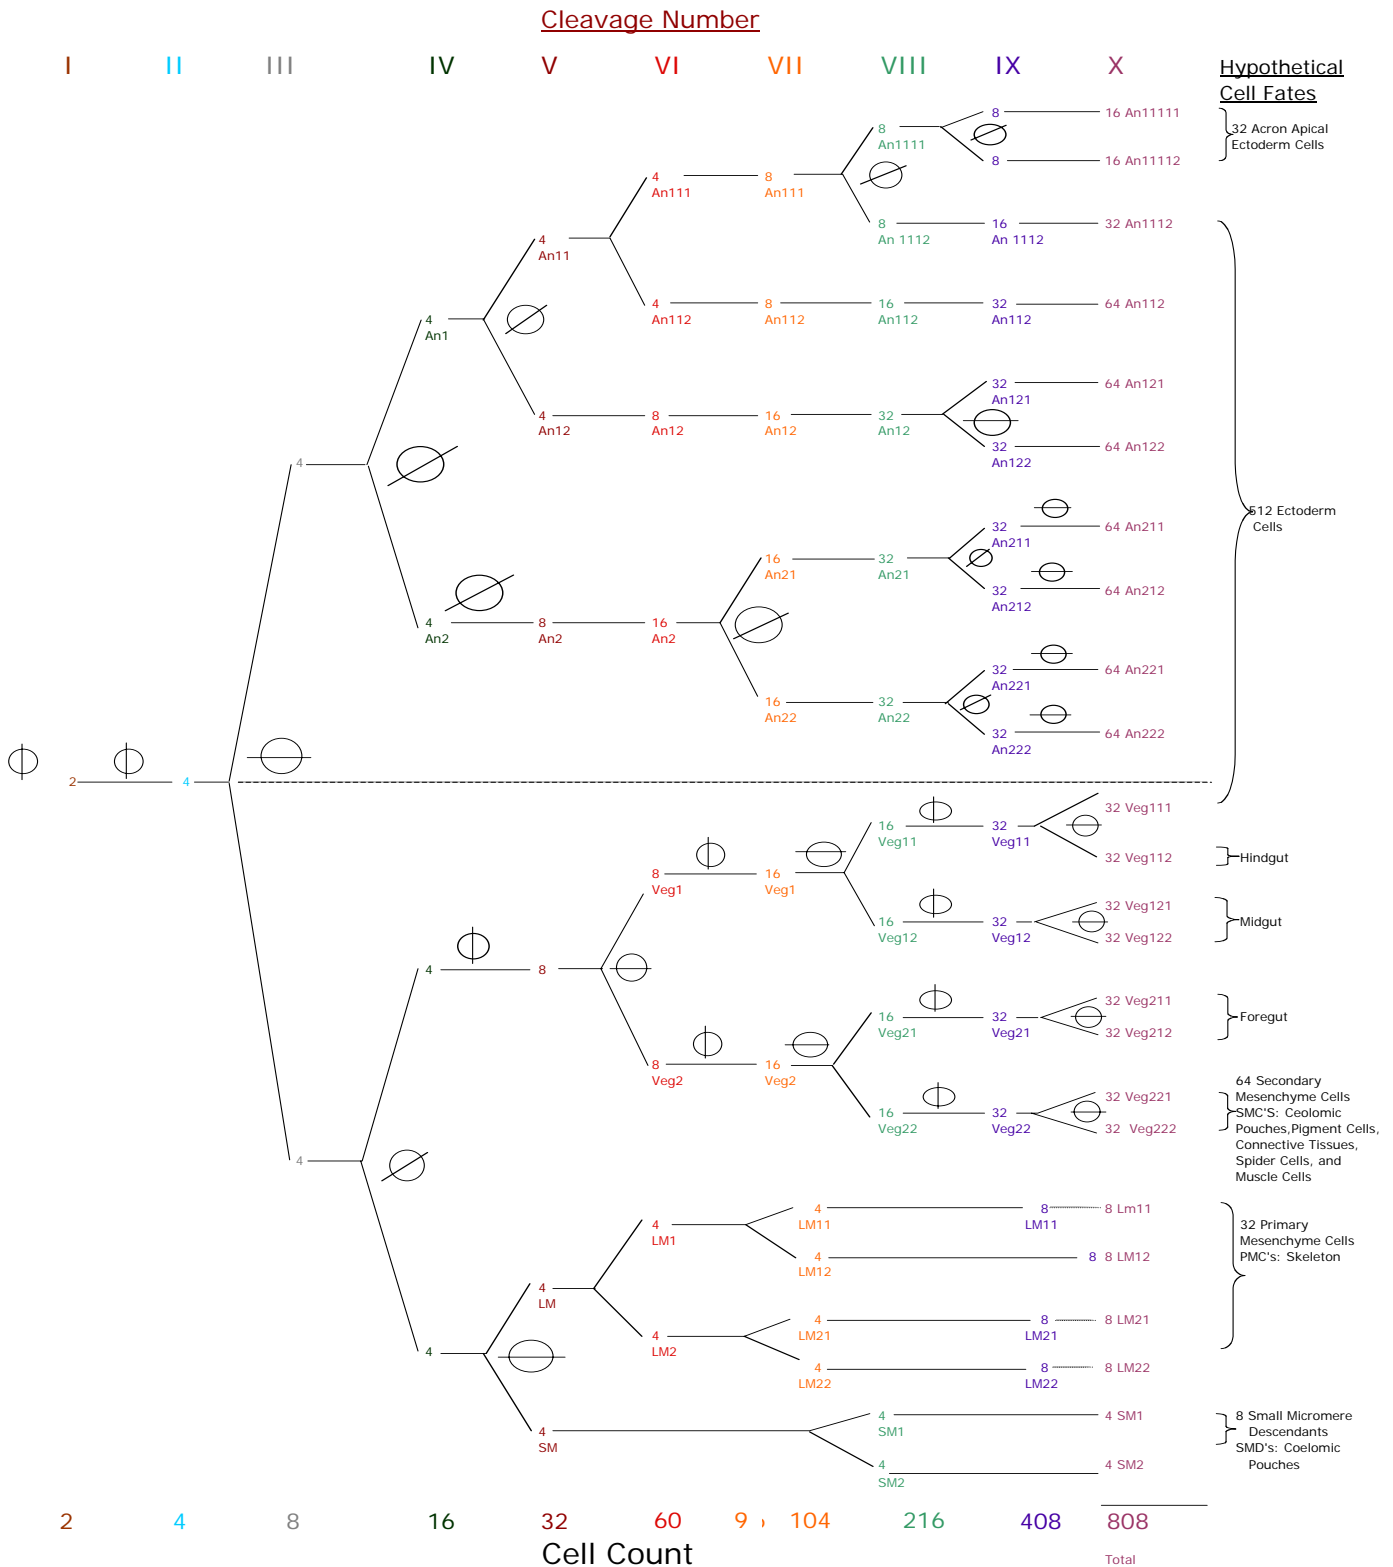 Cleavage Number
I II III IV V VI VII VIII IX X
Hypothetical
Cell Fates
8 16 An11111
8
An1111
32 Acron Apical
Ectoderm Cells
8 16 An11112
4 8
An111 An111
8 16 32 An1112
An 1112 An 1112
4
An11
4 8 16 32 64 An112
An112 An112 An112 An112
4
An1
32 64 An121
An121
4 8 16 32
An12 An12 An12 An12
32 64 An122
An122
4
512 Ectoderm
Cells
32 64 An211
An211
16 32
An21 An21
32 64 An212
An212
4 8 16
An2 An2 An2
32 64 An221
An221
16 32
An22 An22
32 64 An222
An222
2 4
32 Veg111
16 32
Veg11 Veg11
32 Veg112 Hindgut
8 16
Veg1 Veg1
32 Veg121
16 32 Midgut
Veg12 Veg12
32 Veg122
4 8
32 Veg211
16 32 Foregut
Veg21 Veg21
32 Veg212
8 16
Veg2 Veg2
32 Veg221
16 32
Veg22 Veg22
32 Veg222
64 Secondary
Mesenchyme Cells
SMC'S: Ceolomic
Pouches,Pigment Cells,
Connective Tissues,
Spider Cells, and
Muscle Cells
4
4 8 8 Lm11
LM11 LM11
4
LM1
4 8 8 LM12
LM12
32 Primary
Mesenchyme Cells
PMC's: Skeleton
4
LM
4 8 8 LM21
LM21 LM21
4
LM2
4
4 8 8 LM22
LM22 LM22
4 4 SM1
SM1
4
SM
4 4 SM2
SM2
8 Small Micromere
Descendants
SMD's: Coelomic
Pouches
2 4 8 16 32 60 9 104 216 408 808
Cell Count
Total